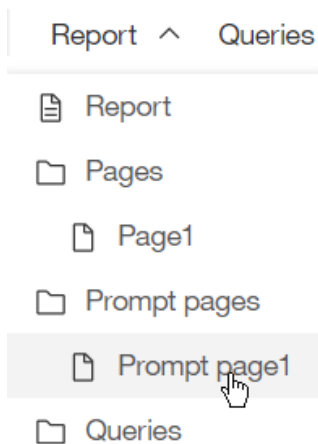 Report Queries
Report
Pages
Page1
Prompt pages
Prompt page1
Queries